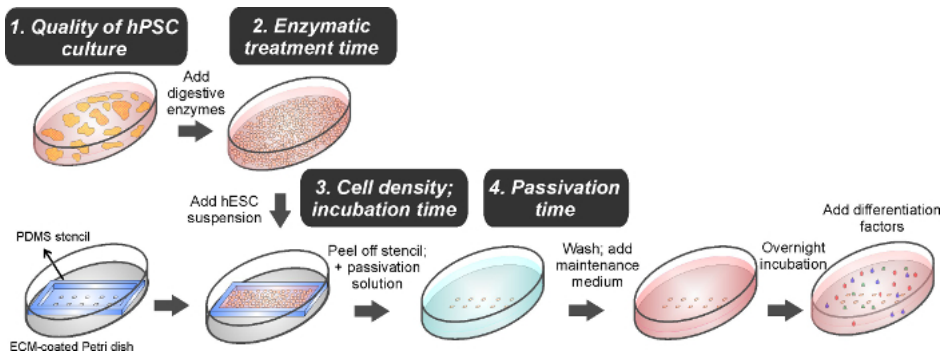 1. Quality of hPSC
culture
2. Enzymatic
treatment time
Add
digestive
enzymes
Add hESC
suspension
3. Cell density;
incubation time
4. Passivation
time
PDMS stencil
ECM-coated Petri dish
Peel off stencil;
+ passivation
solution
Wash; add
maintenance
medium
Overnight
incubation
Add differentiation
factors